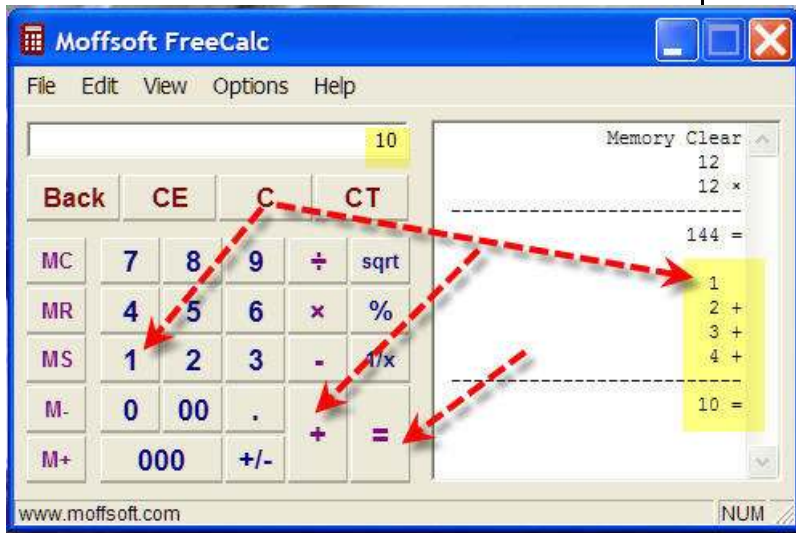 Moffsoft FreeCalc
File Edit View Options Help
10
Back CE C CT
MC 7 8 9 ÷ sqrt
MR 4 5 6 × %
MS 1 2 3 - 1/x
M- 0 00 . + =
M+ 000 +/-
Memory Clear
12
12 ×
144 =
1
2 +
3 +
4 +
10 =
www.moffsoft.com NUM